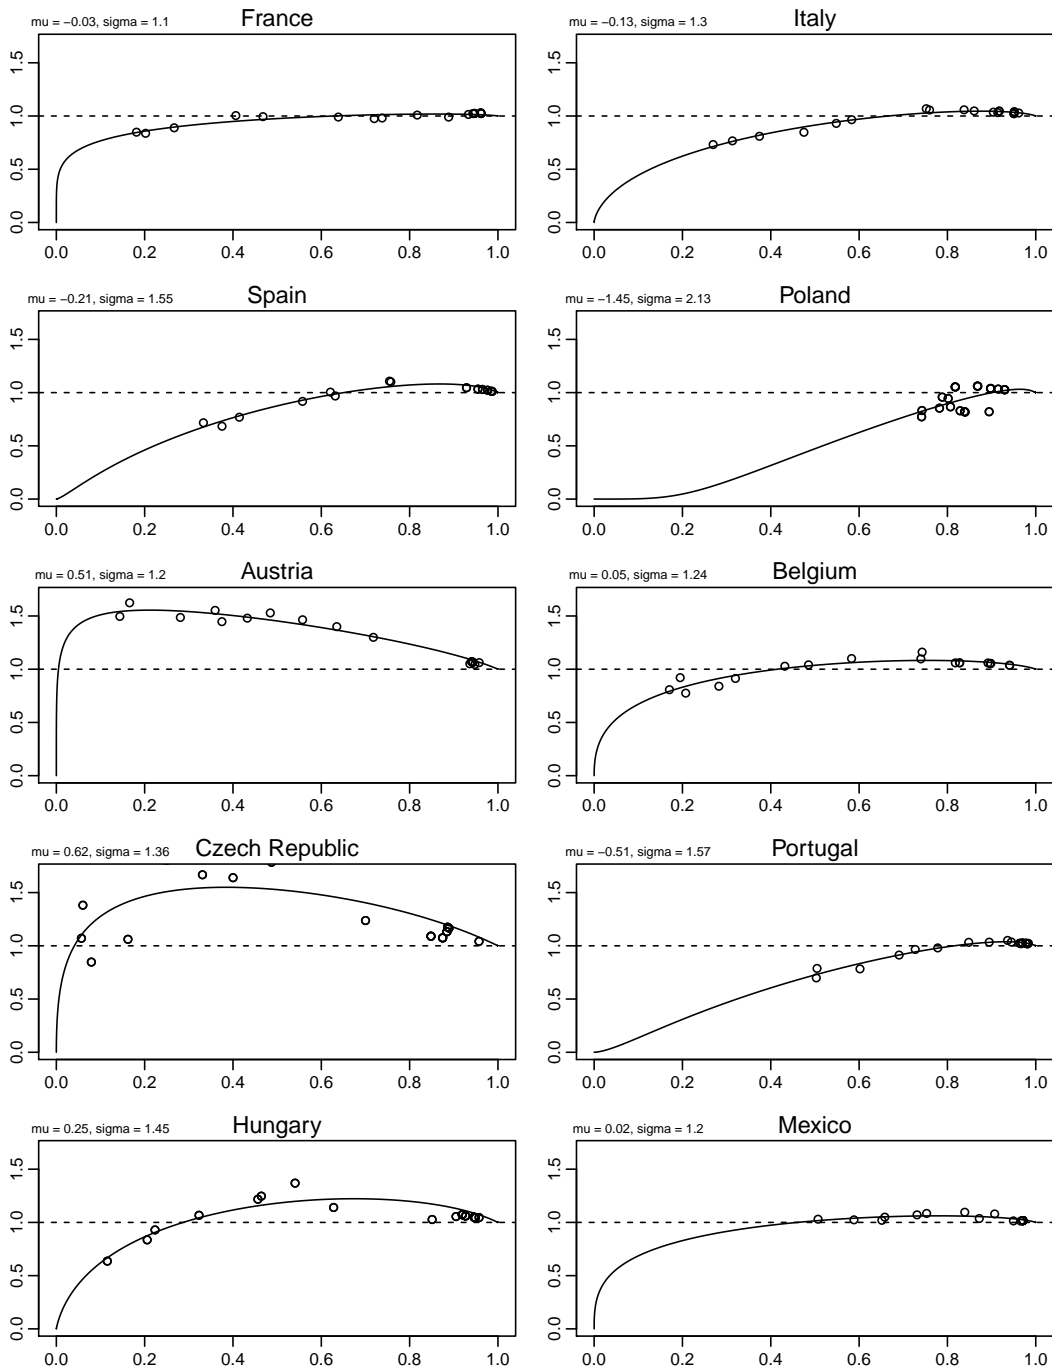 mu = −0.03, sigma = 1.1 France
0.0 0.5 1.0 1.5
0.0 0.2 0.4 0.6 0.8 1.0
mu = −0.13, sigma = 1.3 Italy
0.0 0.5 1.0 1.5
0.0 0.2 0.4 0.6 0.8 1.0
mu = −0.21, sigma = 1.55 Spain
0.0 0.5 1.0 1.5
0.0 0.2 0.4 0.6 0.8 1.0
mu = −1.45, sigma = 2.13 Poland
0.0 0.5 1.0 1.5
0.0 0.2 0.4 0.6 0.8 1.0
mu = 0.51, sigma = 1.2 Austria
0.0 0.5 1.0 1.5
0.0 0.2 0.4 0.6 0.8 1.0
mu = 0.05, sigma = 1.24 Belgium
0.0 0.5 1.0 1.5
0.0 0.2 0.4 0.6 0.8 1.0
mu = 0.62, sigma = 1.36 Czech Republic
0.0 0.5 1.0 1.5
0.0 0.2 0.4 0.6 0.8 1.0
mu = −0.51, sigma = 1.57 Portugal
0.0 0.5 1.0 1.5
0.0 0.2 0.4 0.6 0.8 1.0
mu = 0.25, sigma = 1.45 Hungary
0.0 0.5 1.0 1.5
0.0 0.2 0.4 0.6 0.8 1.0
mu = 0.02, sigma = 1.2 Mexico
0.0 0.5 1.0 1.5
0.0 0.2 0.4 0.6 0.8 1.0